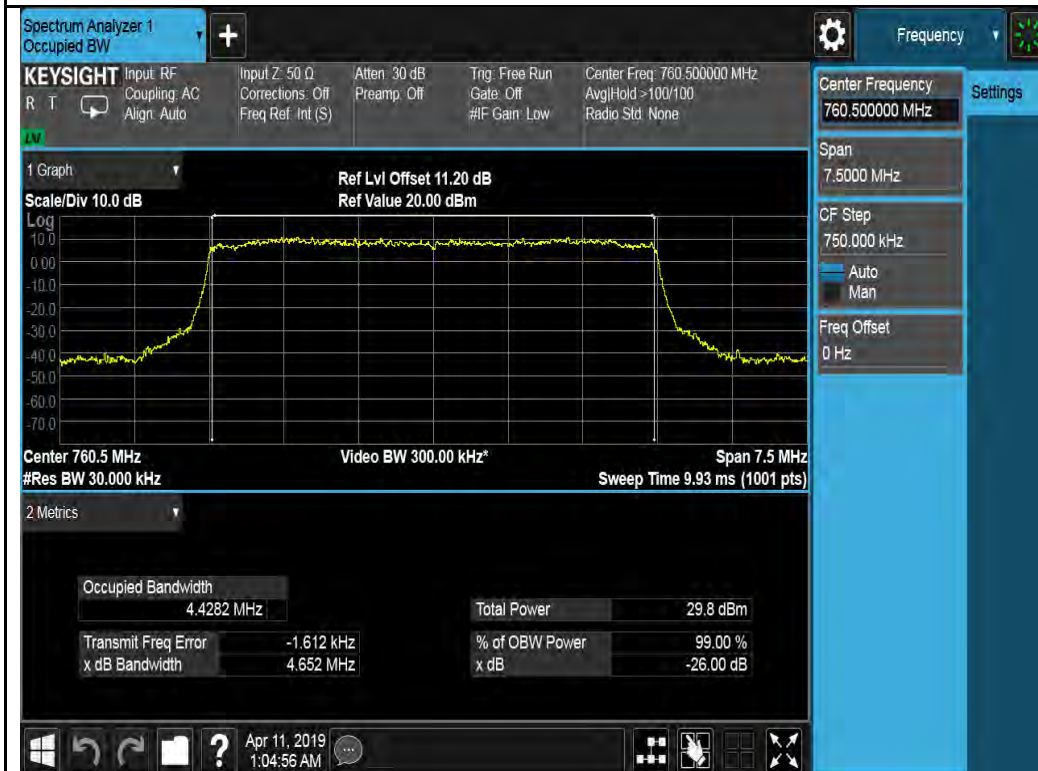 Spectrum Analyzer 1
Occupied BW
+
Frequency
KEYSIGHT
R T
LV
Input: RF
Coupling: AC
Align: Auto
Input Z: 50 Ω
Corrections: Off
Freq Ref: Int (S)
Atten: 30 dB
Preamp: Off
Trig: Free Run
Gate: Off
#IF Gain: Low
Center Freq: 760.500000 MHz
Avg|Hold >100/100
Radio Std: None
Center Frequency
760.500000 MHz
Settings
Span
7.5000 MHz
CF Step
750.000 kHz
Auto
Man
Freq Offset
0 Hz
1 Graph
Scale/Div 10.0 dB
Ref Lvl Offset 11.20 dB
Ref Value 20.00 dBm
Log
10.0
0.00
-10.0
-20.0
-30.0
-40.0
-50.0
-60.0
-70.0
Center 760.5 MHz
Video BW 300.00 kHz*
Span 7.5 MHz
#Res BW 30.000 kHz
Sweep Time 9.93 ms (1001 pts)
2 Metrics
Occupied Bandwidth
4.4282 MHz
Total Power 29.8 dBm
Transmit Freq Error -1.612 kHz
% of OBW Power 99.00 %
x dB Bandwidth 4.652 MHz
x dB -26.00 dB
?
Apr 11, 2019
1:04:56 AM